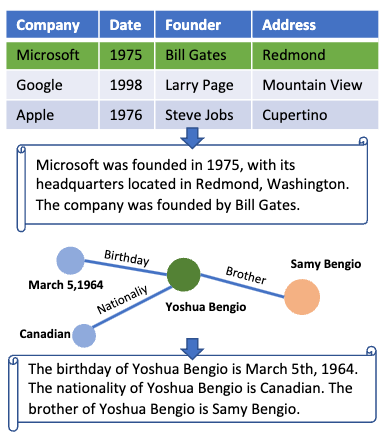 Company Date Founder Address
Microsoft 1975 Bill Gates Redmond
Google 1998 Larry Page Mountain View
Apple 1976 Steve Jobs Cupertino
Microsoft was founded in 1975, with its
headquarters located in Redmond, Washington.
The company was founded by Bill Gates.
Birthday
Brother
Samy Bengio
March 5,1964
Nationaliy
Yoshua Bengio
Canadian
The birthday of Yoshua Bengio is March 5th, 1964.
The nationality of Yoshua Bengio is Canadian. The
brother of Yoshua Bengio is Samy Bengio.